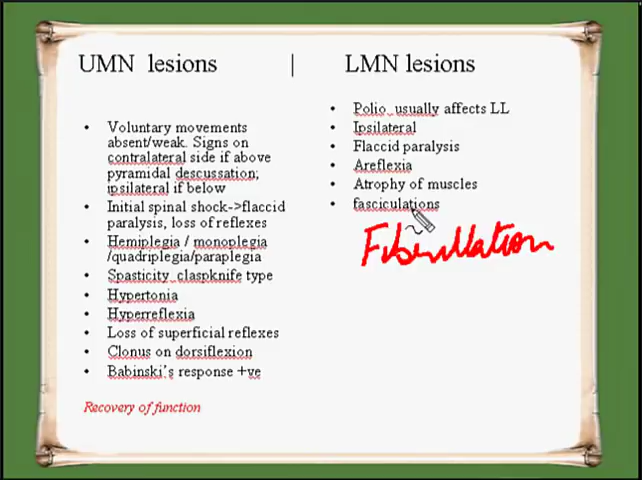 UMN lesions | LMN lesions
Voluntary movements
absent/weak. Signs on
contralateral side if above
pyramidal descussation;
ipsilateral if below
Initial spinal shock->flaccid
paralysis, loss of reflexes
Hemiplegia / monoplegia
/quadriplegia/paraplegia
Spasticity claspknife type
Hypertonia
Hyperreflexia
Loss of superficial reflexes
Clonus on dorsiflexion
Babinski's response +ve
Recovery of function
Polio usually affects LL
Ipsilateral
Flaccid paralysis
Areflexia
Atrophy of muscles
fasciculations
Fibrillation